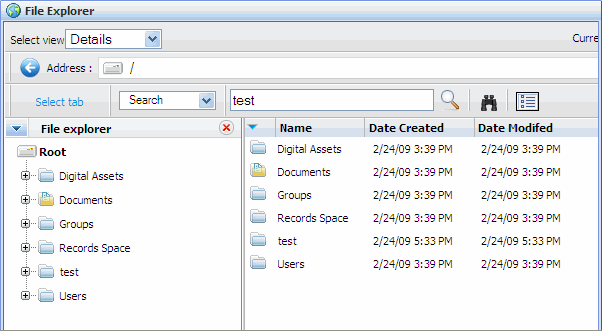 File Explorer
Select view Details Curre
Address : /
Select tab Search test
File explorer
Root
Digital Assets
Documents
Groups
Records Space
test
Users
Name Date Created Date Modifed
Digital Assets 2/24/09 3:39 PM 2/24/09 3:39 PM
Documents 2/24/09 3:39 PM 2/24/09 3:39 PM
Groups 2/24/09 3:39 PM 2/24/09 3:39 PM
Records Space 2/24/09 3:39 PM 2/24/09 3:39 PM
test 2/24/09 5:33 PM 2/24/09 5:33 PM
Users 2/24/09 3:39 PM 2/24/09 3:39 PM